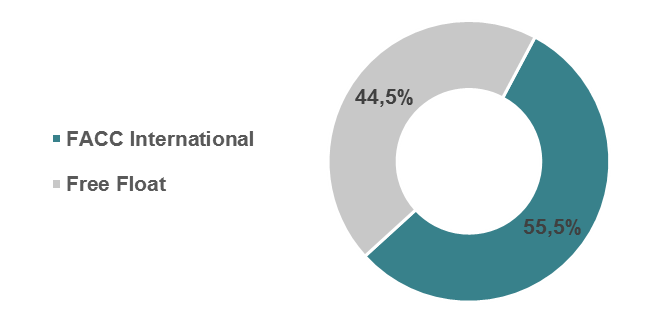 44,5%
FACC International
Free Float
55,5%